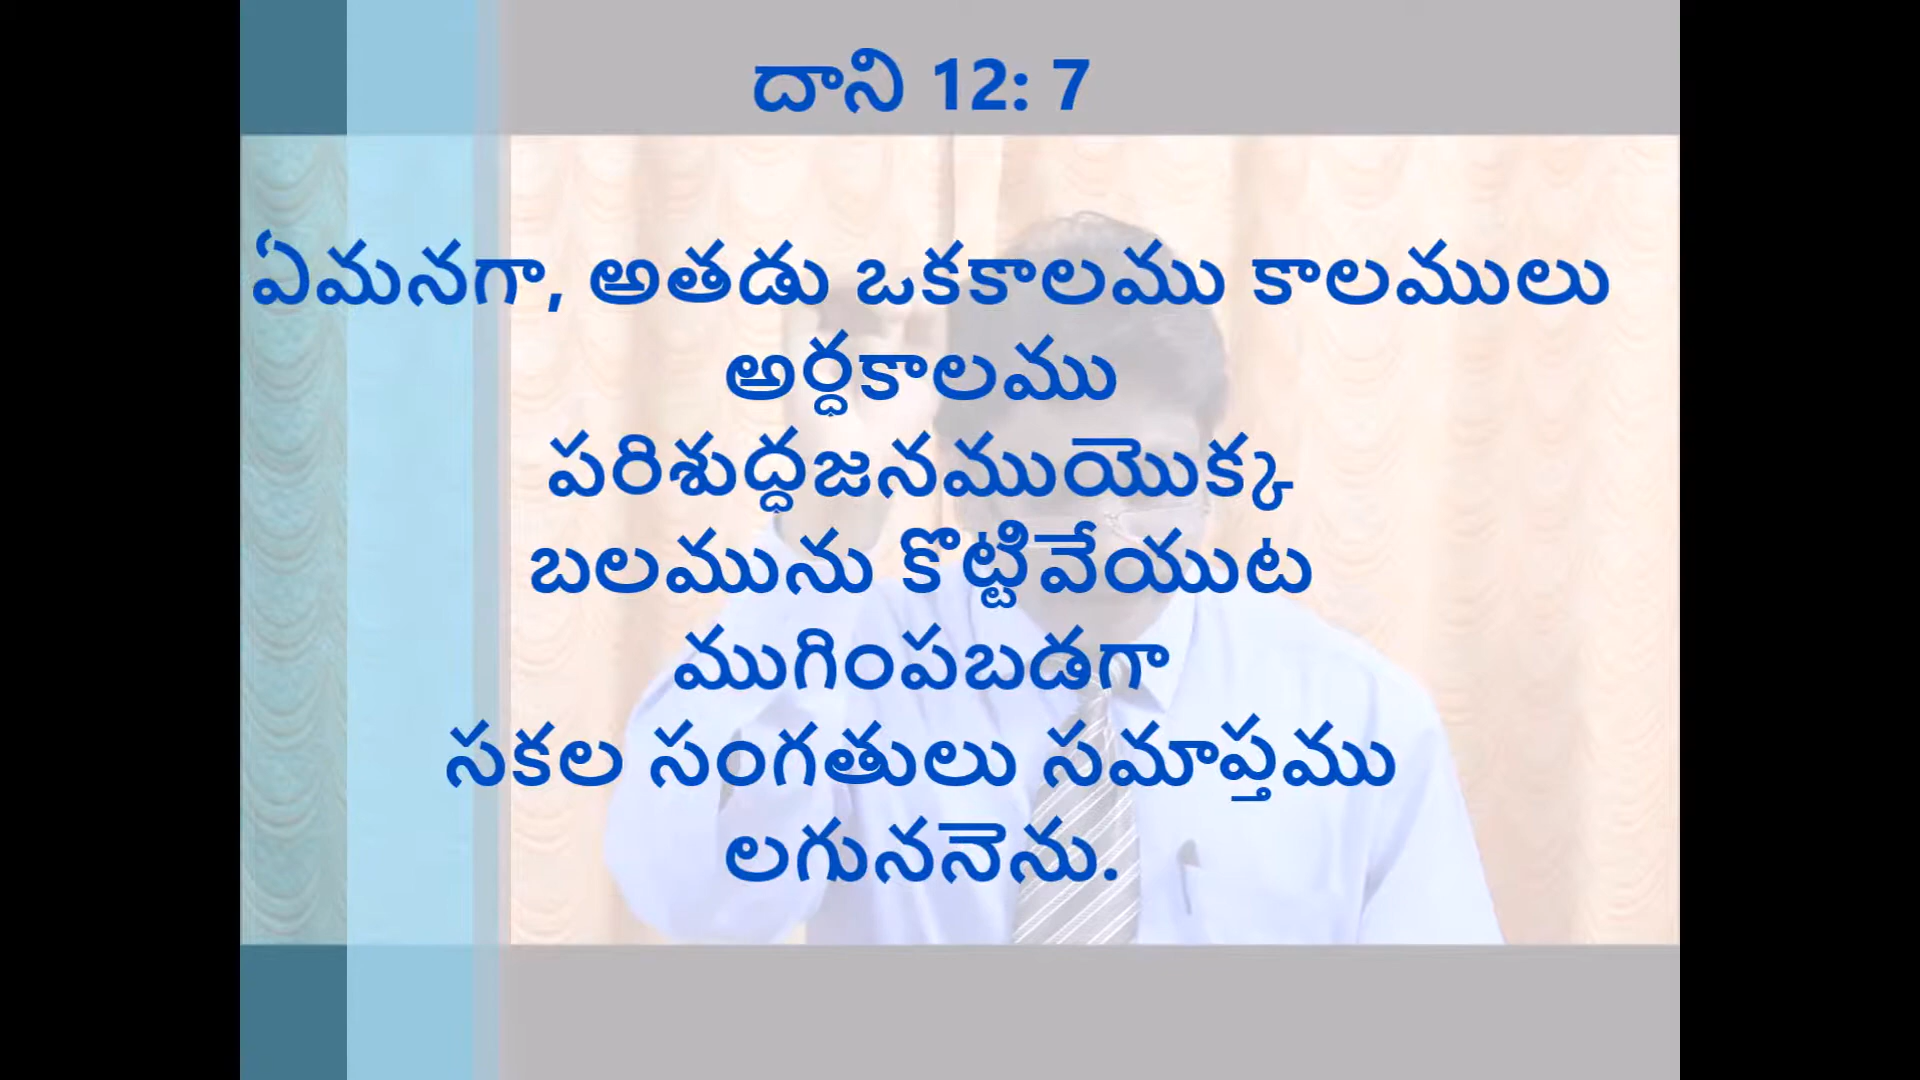 దాని 12: 7
ఏమనగా, అతడు ఒకకాలము కాలములు
అర్ధకాలము
పరిశుద్ధజనముయొక్క
బలమును కొట్టివేయుట
ముగింపబడగా
సకల సంగతులు సమాప్తము
లగుననెను.